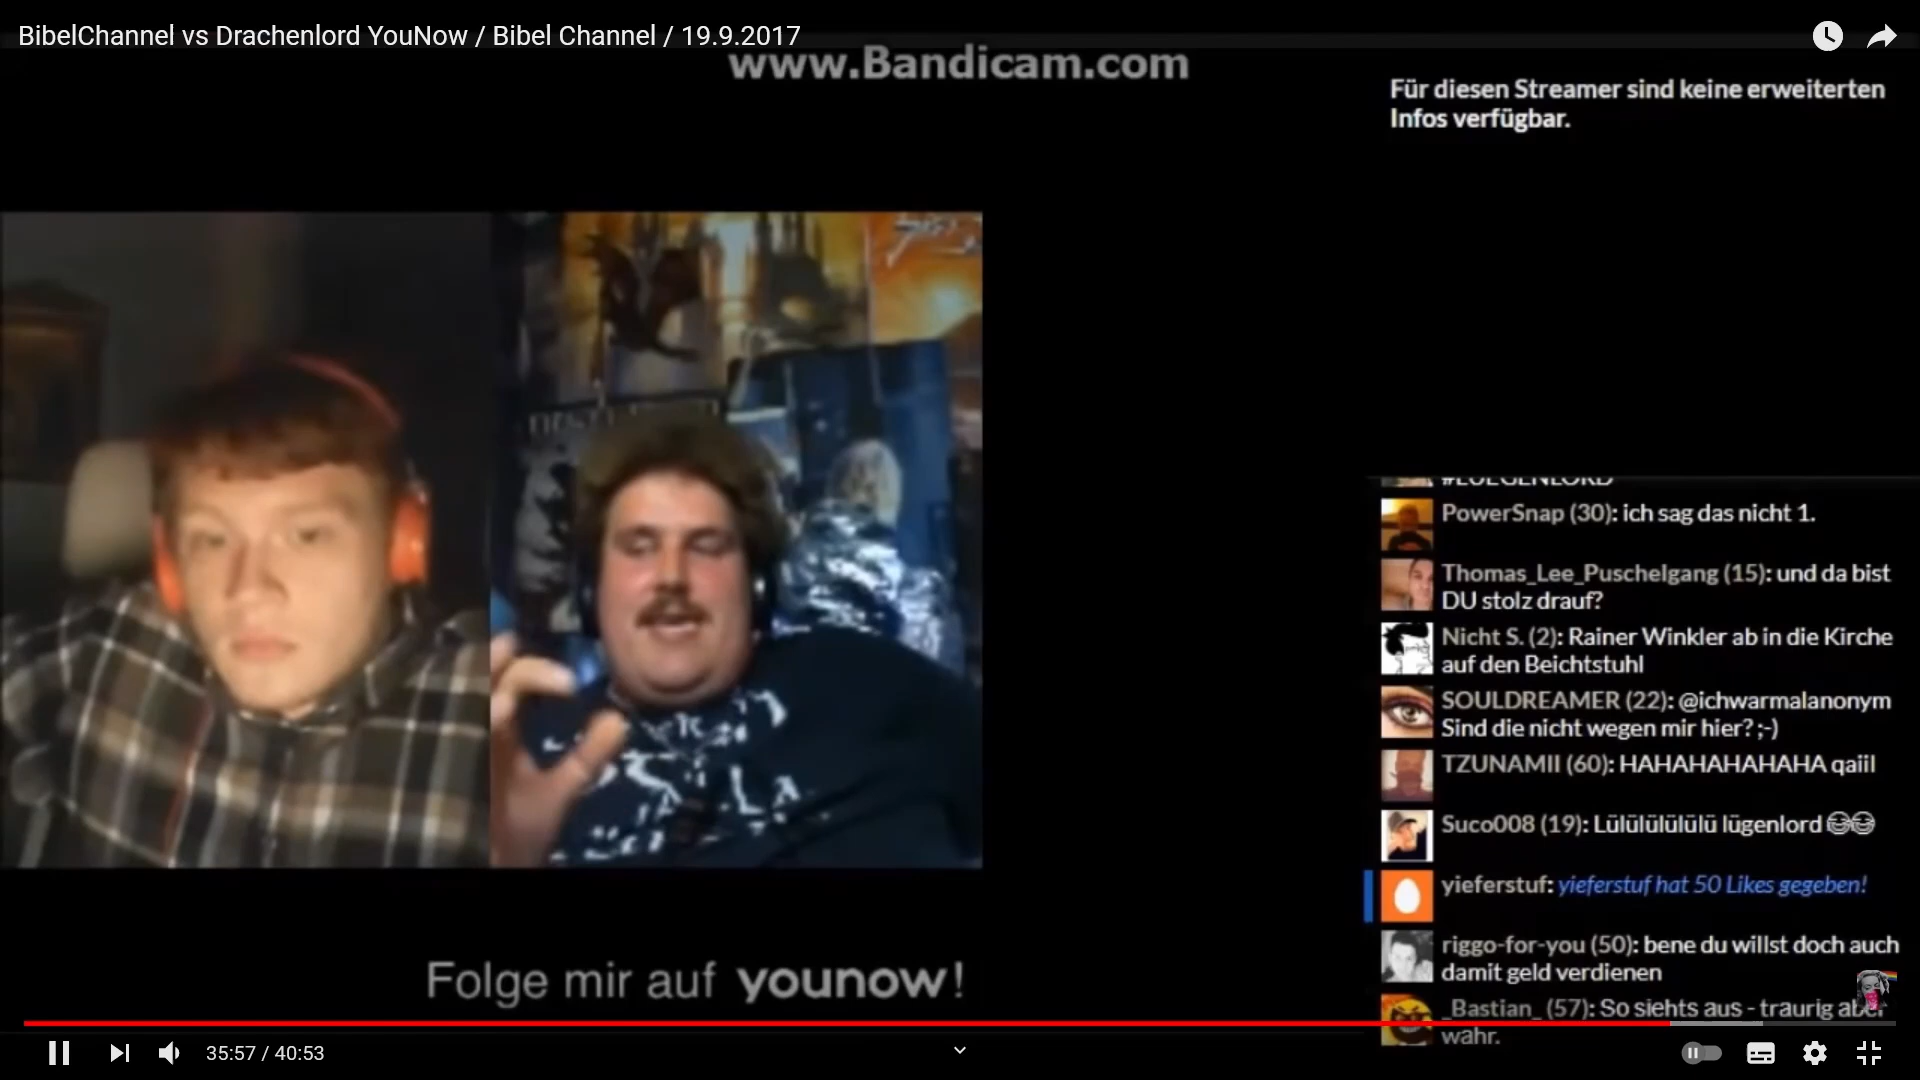 BibelChannel vs Drachenlord YouNow / Bibel Channel / 19.9.2017
www.Bandicam.com
Für diesen Streamer sind keine erweiterten
Infos verfügbar.
#LUEGENLORD
PowerSnap (30): ich sag das nicht 1.
Thomas_Lee_Puschelgang (15): und da bist
DU stolz drauf?
Nicht S. (2): Rainer Winkler ab in die Kirche
auf den Beichtstuhl
SOULDREAMER (22): @ichwarmalanonym
Sind die nicht wegen mir hier? ;-)
TZUNAMII (60): HAHAHAHAHAHA qaiil
Suco008 (19): Lülülülülülü lügenlord 😂😂
yieferstuf: yieferstuf hat 50 Likes gegeben!
riggo-for-you (50): bene du willst doch auch
damit geld verdienen
_Bastian_ (57): So siehts aus - traurig aber
wahr.
Folge mir auf younow!
35:57 / 40:53